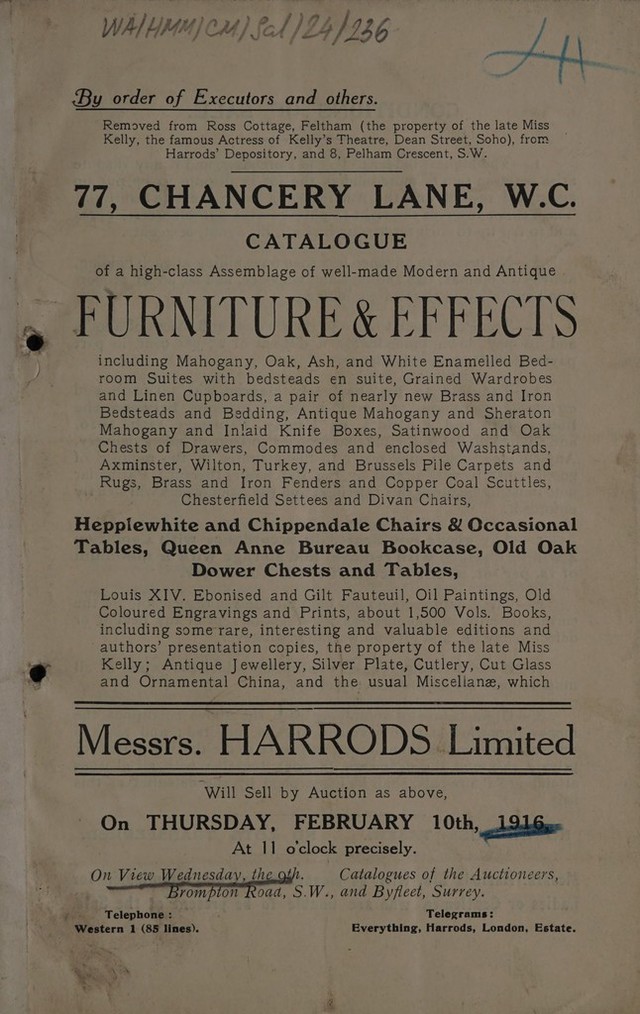 WA/HMM/CM/Sal/24/236
By order of Executors and others.
Removed from Ross Cottage, Feltham (the property of the late Miss
Kelly, the famous Actress of Kelly's Theatre, Dean Street, Soho), from
Harrods' Depository, and 8, Pelham Crescent, S.W.
77, CHANCERY LANE, W.C.
CATALOGUE
of a high-class Assemblage of well-made Modern and Antique
FURNITURE & EFFECTS
including Mahogany, Oak, Ash, and White Enamelled Bed-
room Suites with bedsteads en suite, Grained Wardrobes
and Linen Cupboards, a pair of nearly new Brass and Iron
Bedsteads and Bedding, Antique Mahogany and Sheraton
Mahogany and Inlaid Knife Boxes, Satinwood and Oak
Chests of Drawers, Commodes and enclosed Washstands,
Axminster, Wilton, Turkey, and Brussels Pile Carpets and
Rugs, Brass and Iron Fenders and Copper Coal Scuttles,
Chesterfield Settees and Divan Chairs,
Hepplewhite and Chippendale Chairs & Occasional
Tables, Queen Anne Bureau Bookcase, Old Oak
Dower Chests and Tables,
Louis XIV. Ebonised and Gilt Fauteuil, Oil Paintings, Old
Coloured Engravings and Prints, about 1,500 Vols. Books,
including some rare, interesting and valuable editions and
authors' presentation copies, the property of the late Miss
Kelly; Antique Jewellery, Silver Plate, Cutlery, Cut Glass
and Ornamental China, and the usual Miscellanæ, which
Messrs. HARRODS Limited
Will Sell by Auction as above,
On THURSDAY, FEBRUARY 10th, 1916,
At 11 o'clock precisely.
On View Wednesday, the 9th. Catalogues of the Auctioneers,
Brompton Road, S.W., and Byfleet, Surrey.
Telephone : Telegrams :
Western 1 (85 lines). Everything, Harrods, London, Estate.